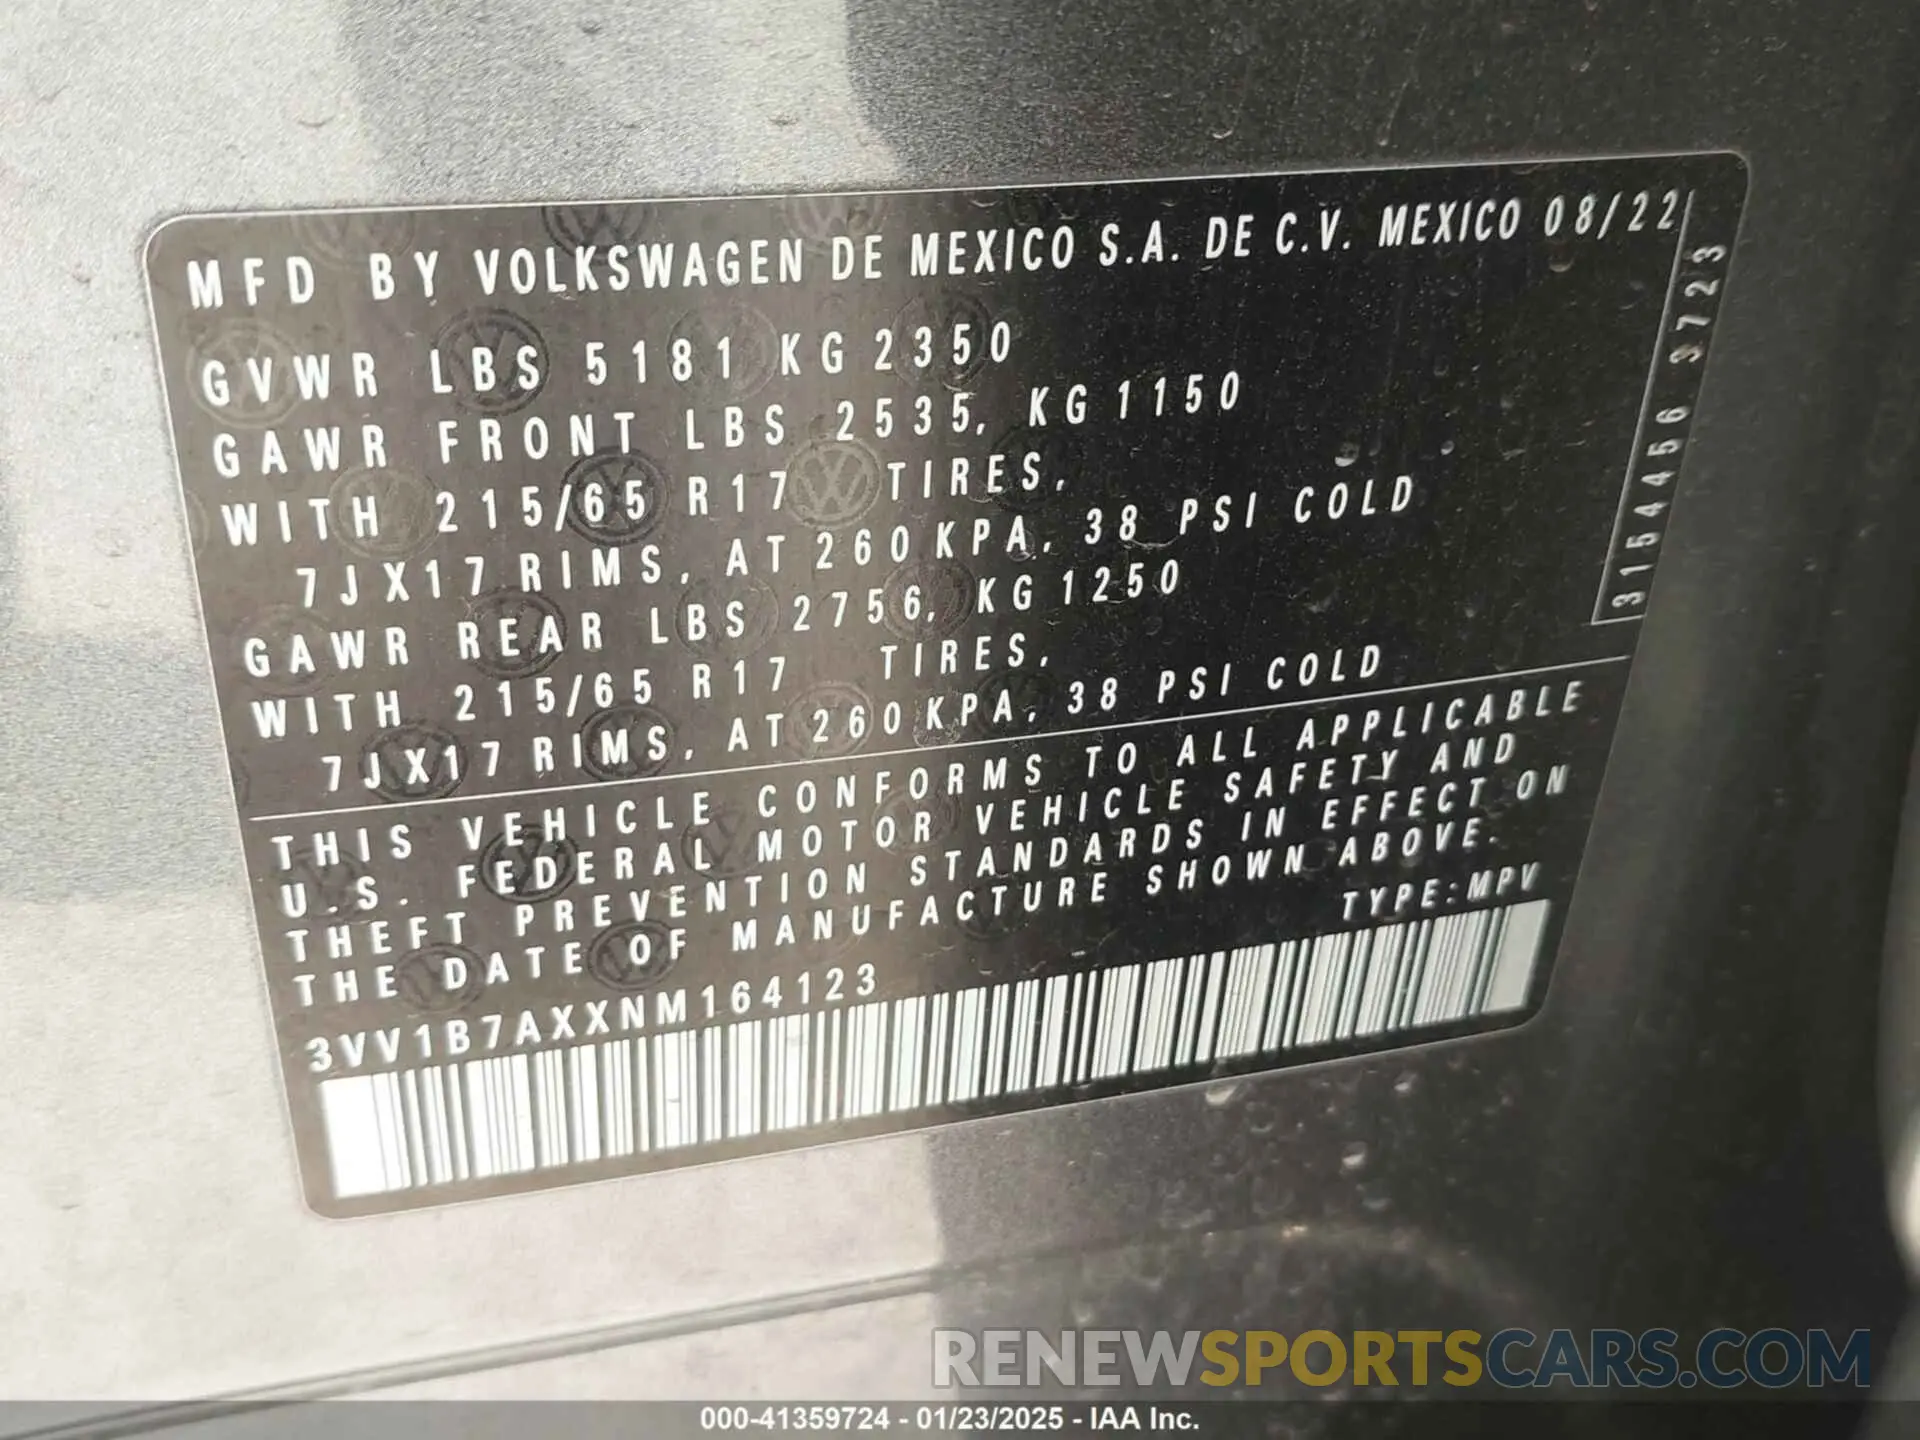 MFD BY VOLKSWAGEN DE MEXICO S.A. DE C.V. MEXICO 08/22
GVWR LBS 5181 KG 2350
GAWR FRONT LBS 2535, KG 1150
WITH 215/65 R17 TIRES,
7JX17 RIMS, AT 260 KPA, 38 PSI COLD
GAWR REAR LBS 2756, KG 1250
WITH 215/65 R17 TIRES,
7JX17 RIMS, AT 260 KPA, 38 PSI COLD
3154456 3723
THIS VEHICLE CONFORMS TO ALL APPLICABLE
U.S. FEDERAL MOTOR VEHICLE SAFETY AND
THEFT PREVENTION STANDARDS IN EFFECT ON
THE DATE OF MANUFACTURE SHOWN ABOVE.
TYPE: MPV
3VV1B7AXXNM164123
RENEWSPORTSCARS.COM
000-41359724 - 01/23/2025 - IAA Inc.